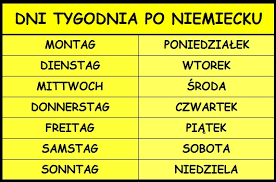 DNI TYGODNIA PO NIEMIECKU
MONTAG PONIEDZIAŁEK
DIENSTAG WTOREK
MITTWOCH ŚRODA
DONNERSTAG CZWARTEK
FREITAG PIĄTEK
SAMSTAG SOBOTA
SONNTAG NIEDZIELA